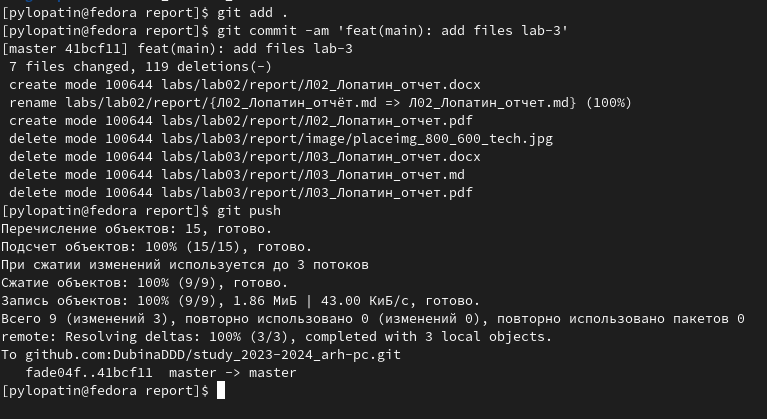 [pylopatin@fedora report]$ git add .
[pylopatin@fedora report]$ git commit -am 'feat(main): add files lab-3'
[master 41bcf11] feat(main): add files lab-3
 7 files changed, 119 deletions(-)
 create mode 100644 labs/lab02/report/Л02_Лопатин_отчет.docx
 rename labs/lab02/report/{Л02_Лопатин_отчёт.md => Л02_Лопатин_отчет.md} (100%)
 create mode 100644 labs/lab02/report/Л02_Лопатин_отчет.pdf
 delete mode 100644 labs/lab03/report/image/placeimg_800_600_tech.jpg
 delete mode 100644 labs/lab03/report/Л03_Лопатин_отчет.docx
 delete mode 100644 labs/lab03/report/Л03_Лопатин_отчет.md
 delete mode 100644 labs/lab03/report/Л03_Лопатин_отчет.pdf
[pylopatin@fedora report]$ git push
Перечисление объектов: 15, готово.
Подсчет объектов: 100% (15/15), готово.
При сжатии изменений используется до 3 потоков
Сжатие объектов: 100% (9/9), готово.
Запись объектов: 100% (9/9), 1.86 МиБ | 43.00 КиБ/с, готово.
Всего 9 (изменений 3), повторно использовано 0 (изменений 0), повторно использовано пакетов 0
remote: Resolving deltas: 100% (3/3), completed with 3 local objects.
To github.com:DubinaDDD/study_2023-2024_arh-pc.git
   fade04f..41bcf11  master -> master
[pylopatin@fedora report]$